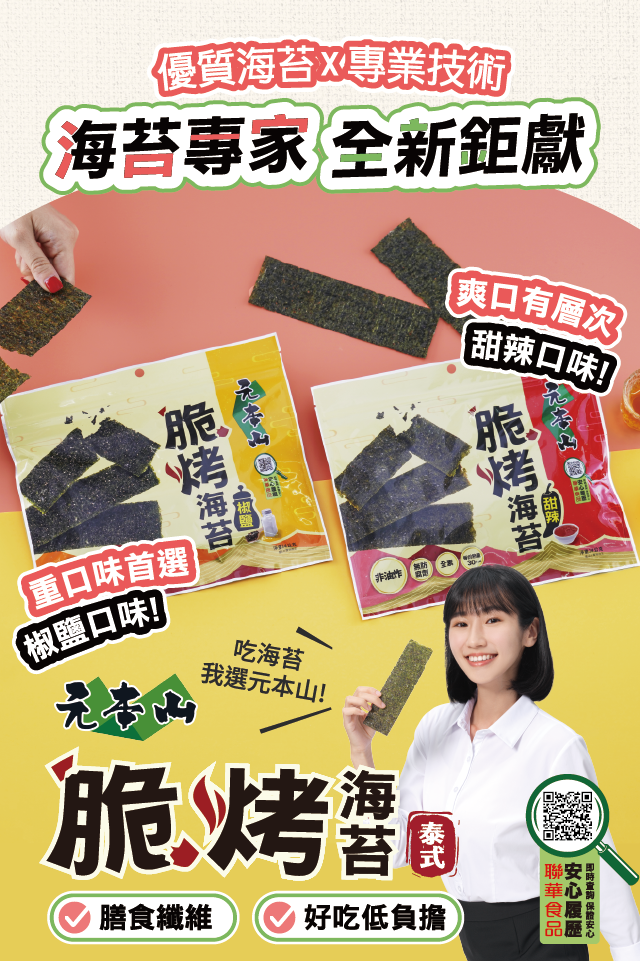 優質海苔x專業技術
海苔專家 全新鉅獻
爽口有層次
甜辣口味!
元本山
脆烤海苔
椒鹽
元本山
脆烤海苔
甜辣
非油炸
無防腐劑
全素
重口味首選
椒鹽口味!
吃海苔
我選元本山!
元本山
脆烤海苔
泰式
膳食纖維
好吃低負擔
聯華食品
安心履歷
即時查詢 保證安心